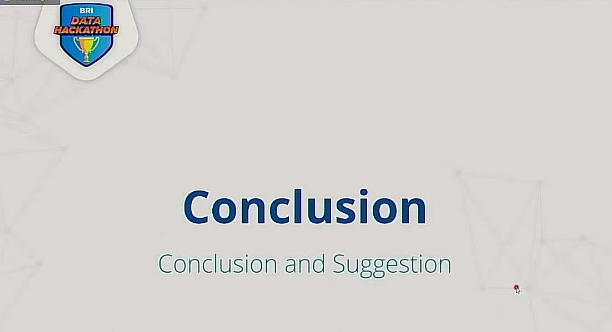 BRI
DATA
HACKATHON
Conclusion
Conclusion and Suggestion